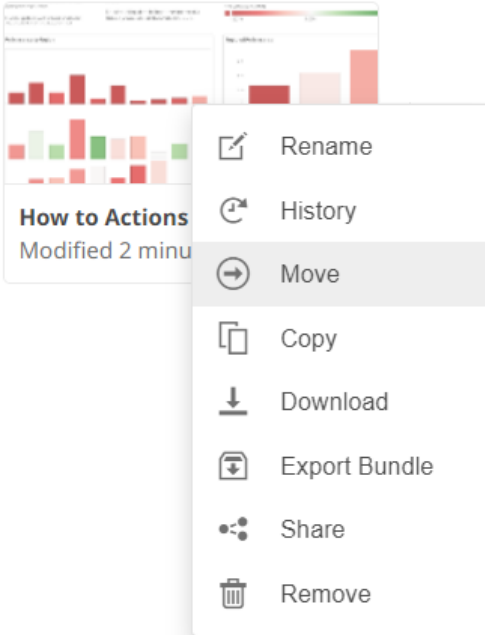 How to Actions
Modified 2 minu
Rename
History
Move
Copy
Download
Export Bundle
Share
Remove